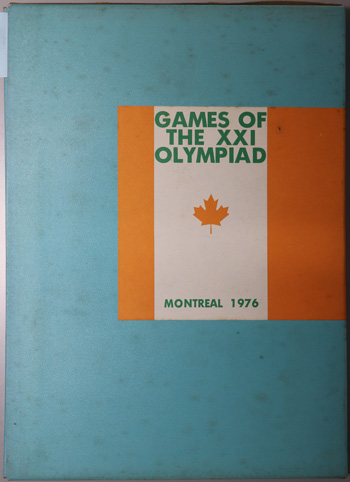 GAMES OF
THE XXI
OLYMPIAD
MONTREAL 1976